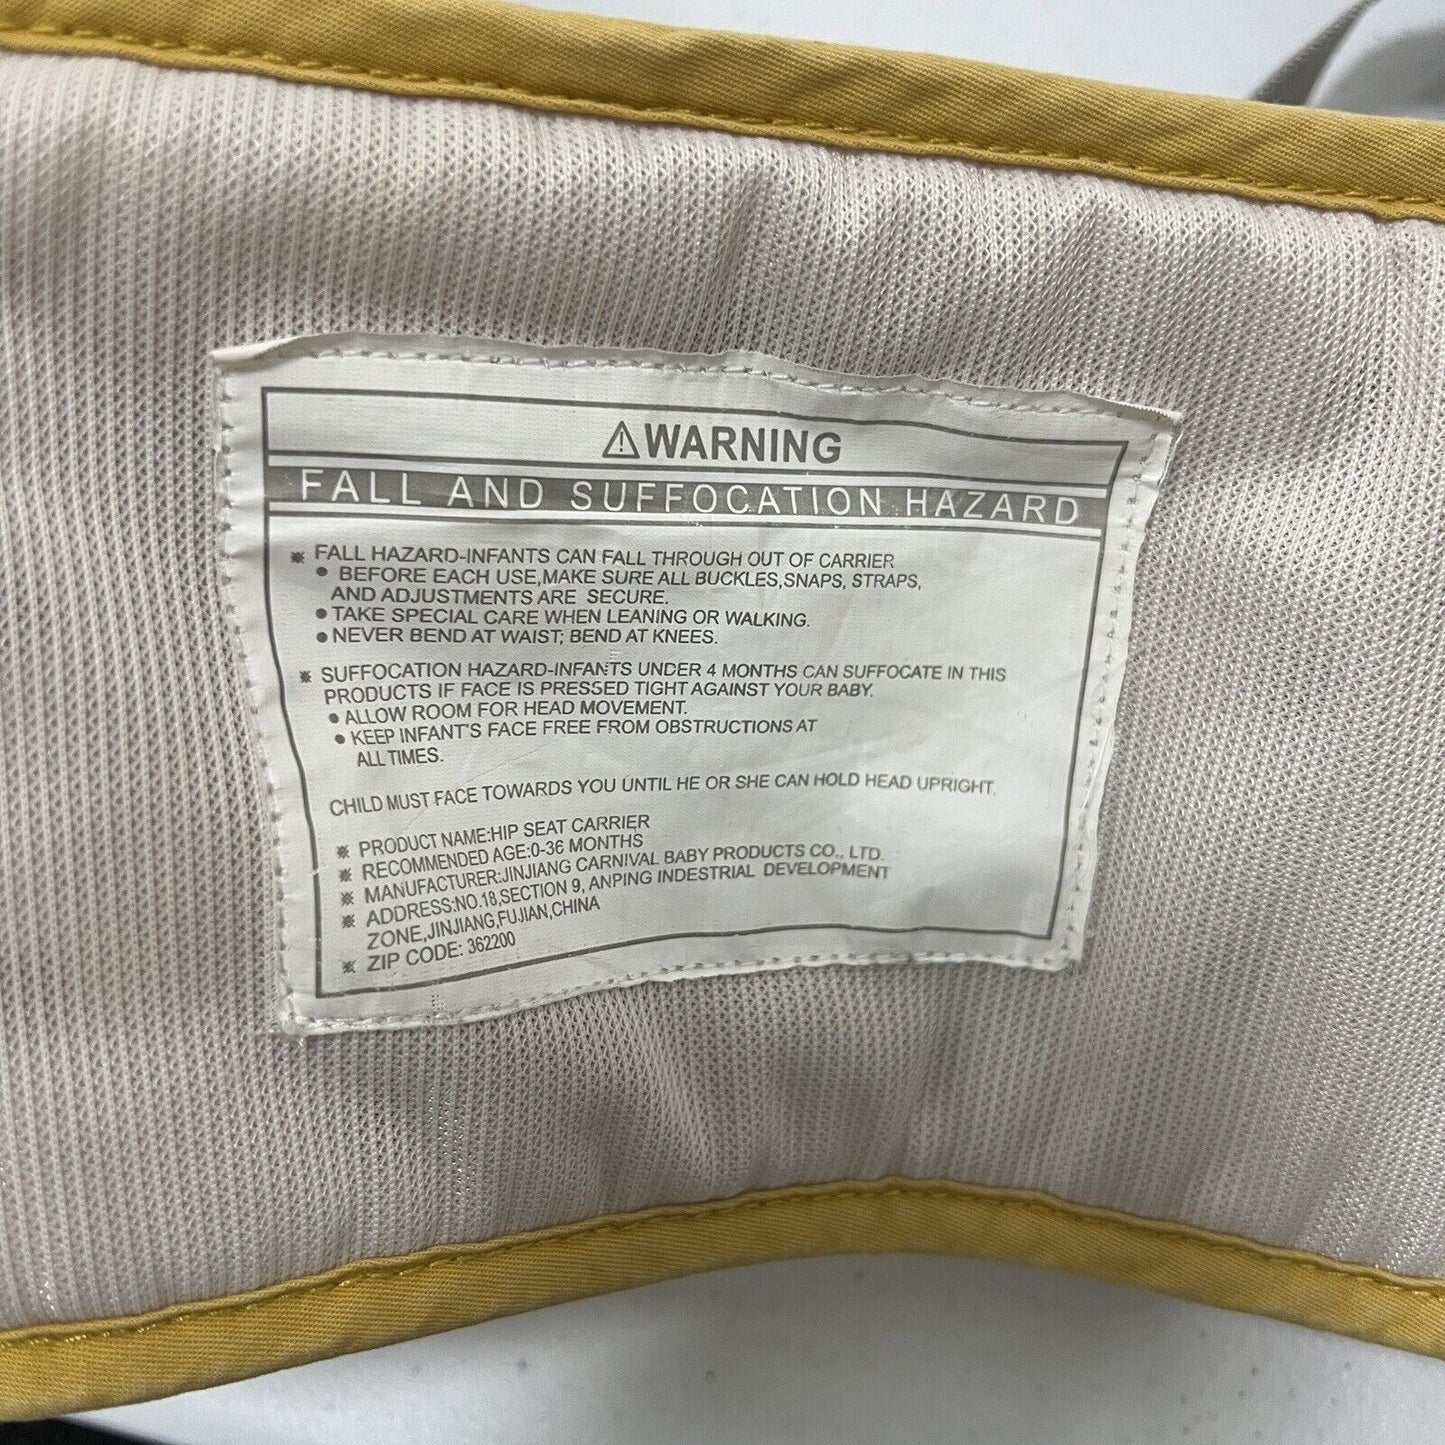 ⚠WARNING
FALL AND SUFFOCATION HAZARD
※ FALL HAZARD-INFANTS CAN FALL THROUGH OUT OF CARRIER
● BEFORE EACH USE,MAKE SURE ALL BUCKLES,SNAPS, STRAPS,
AND ADJUSTMENTS ARE SECURE.
● TAKE SPECIAL CARE WHEN LEANING OR WALKING.
● NEVER BEND AT WAIST; BEND AT KNEES.
※ SUFFOCATION HAZARD-INFANTS UNDER 4 MONTHS CAN SUFFOCATE IN THIS
PRODUCTS IF FACE IS PRESSED TIGHT AGAINST YOUR BABY.
● ALLOW ROOM FOR HEAD MOVEMENT.
● KEEP INFANT'S FACE FREE FROM OBSTRUCTIONS AT
ALL TIMES.
CHILD MUST FACE TOWARDS YOU UNTIL HE OR SHE CAN HOLD HEAD UPRIGHT.
※ PRODUCT NAME:HIP SEAT CARRIER
※ RECOMMENDED AGE:0-36 MONTHS
※ MANUFACTURER:JINJIANG CARNIVAL BABY PRODUCTS CO., LTD.
※ ADDRESS:NO.18,SECTION 9, ANPING INDESTRIAL DEVELOPMENT
ZONE,JINJIANG,FUJIAN,CHINA
※ ZIP CODE: 362200